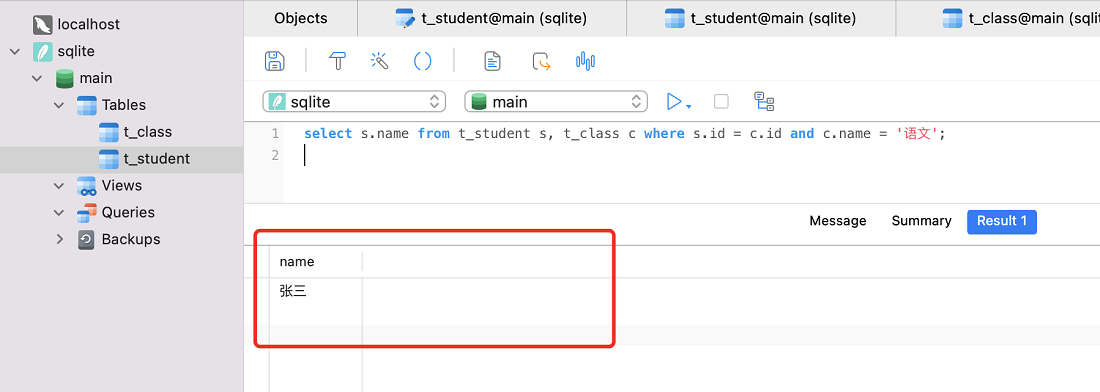 localhost
sqlite
main
Tables
t_class
t_student
Views
Queries
Backups
Objects
t_student@main (sqlite)
t_student@main (sqlite)
t_class@main (sqlit
sqlite
main
1 select s.name from t_student s, t_class c where s.id = c.id and c.name = '语文';
2
Message
Summary
Result 1
name
张三